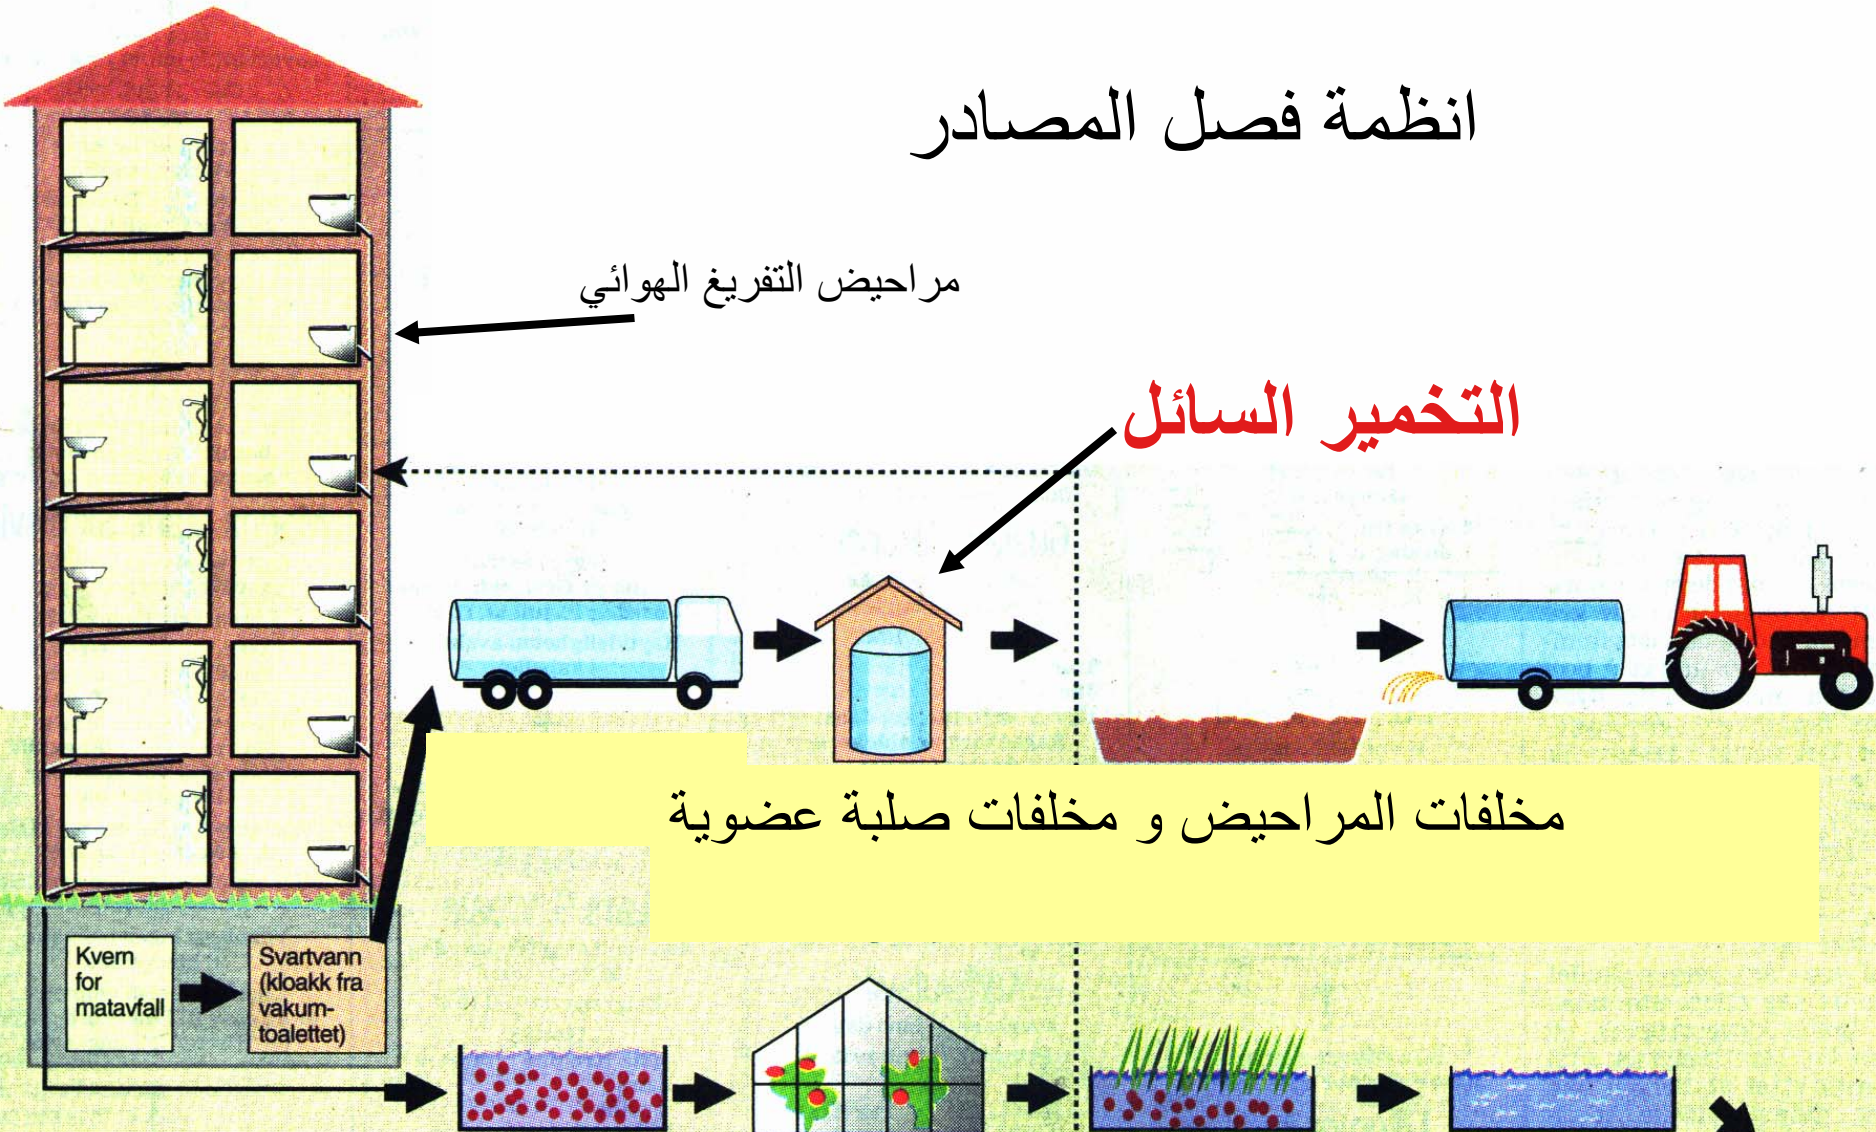 انظمة فصل المصادر
مراحيض التفريغ الهوائي
التخمير السائل
مخلفات المراحيض و مخلفات صلبة عضوية
Kvern
for
matavfall
Svartvann
(kloakk fra
vakum-
toalettet)